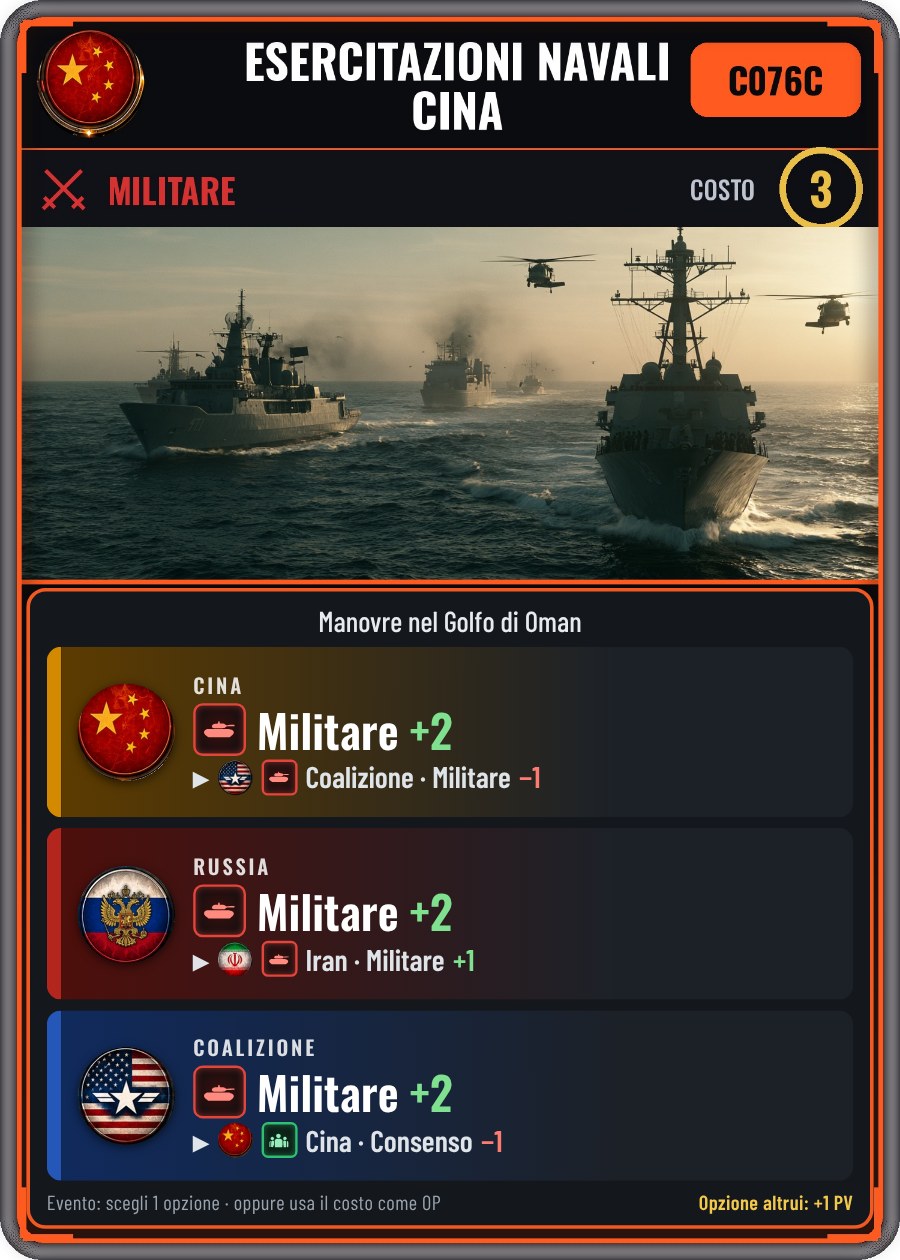 ESERCITAZIONI NAVALI
CINA
C076C
MILITARE
COSTO
3
Manovre nel Golfo di Oman
CINA
Militare +2
▶ Coalizione · Militare −1
RUSSIA
Militare +2
▶ Iran · Militare +1
COALIZIONE
Militare +2
▶ Cina · Consenso −1
Evento: scegli 1 opzione · oppure usa il costo come OP
Opzione altrui: +1 PV